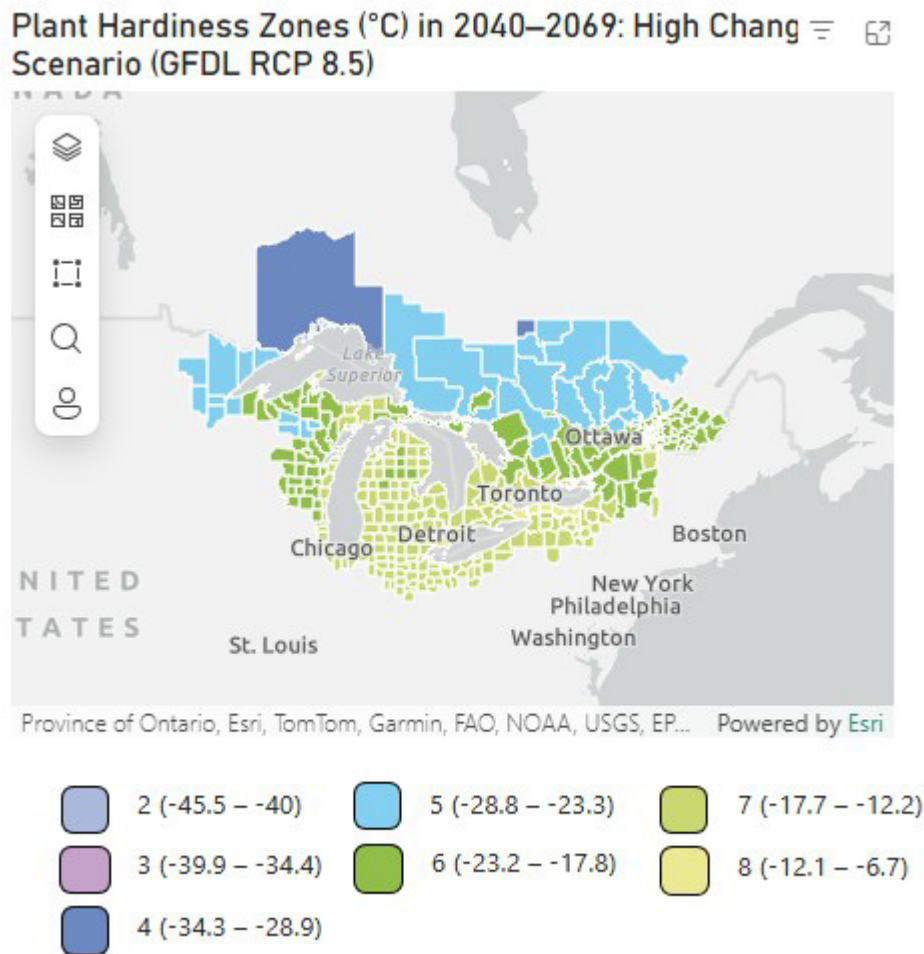 Plant Hardiness Zones (°C) in 2040–2069: High Chang
Scenario (GFDL RCP 8.5)
NADA
Lake
Superior
Ottawa
Toronto
Detroit
Chicago
Boston
NITED
TATES
New York
Philadelphia
Washington
St. Louis
Province of Ontario, Esri, TomTom, Garmin, FAO, NOAA, USGS, EP... Powered by Esri
2 (-45.5 – -40) 5 (-28.8 – -23.3) 7 (-17.7 – -12.2)
3 (-39.9 – -34.4) 6 (-23.2 – -17.8) 8 (-12.1 – -6.7)
4 (-34.3 – -28.9)